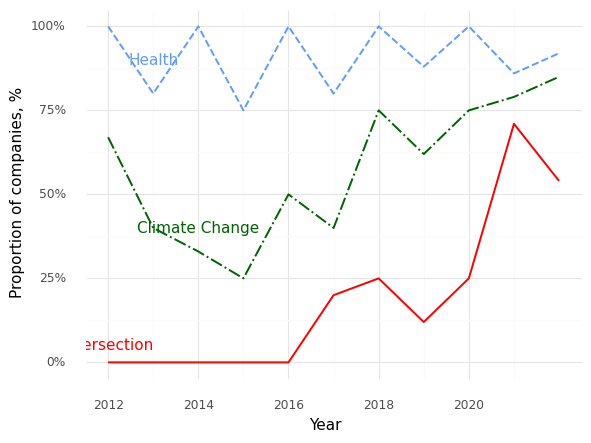 100%
Health
75%
50%
Climate Change
25%
ersection
0%
2012 2014 2016 2018 2020
Year
Proportion of companies, %